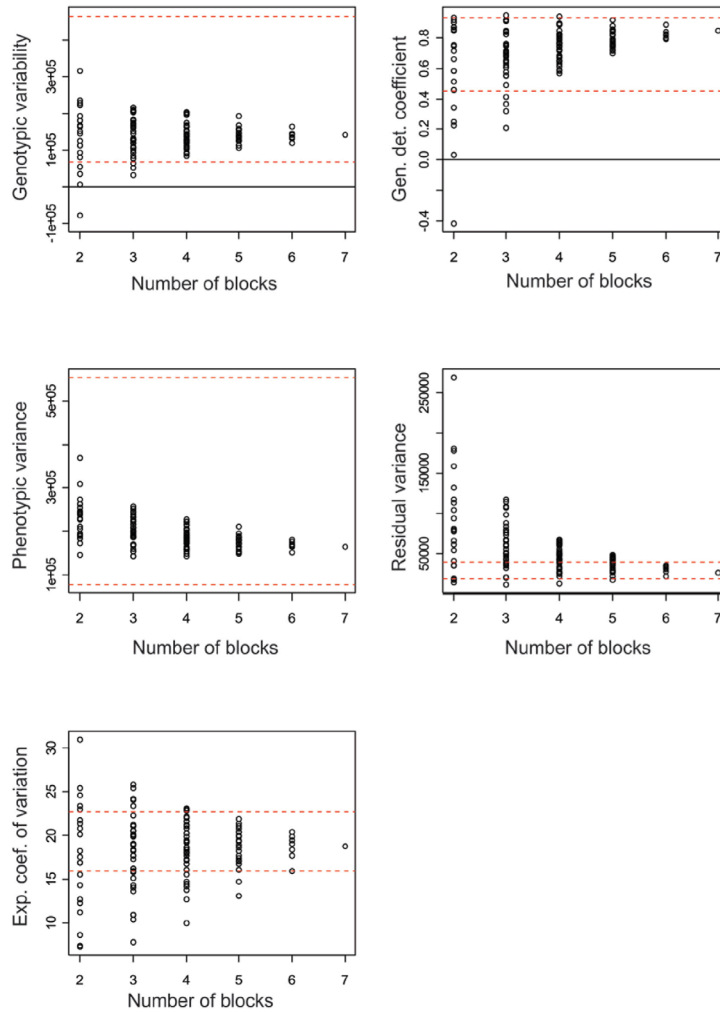 Genotypic variability
3e+05
1e+05
-1e+05
2 3 4 5 6 7
Number of blocks
Gen. det. coefficient
0.8
0.6
0.4
0.2
0.0
-0.4
2 3 4 5 6 7
Number of blocks
Phenotypic variance
5e+05
3e+05
1e+05
2 3 4 5 6 7
Number of blocks
Residual variance
250000
150000
50000
2 3 4 5 6 7
Number of blocks
Exp. coef. of variation
30
25
20
15
10
2 3 4 5 6 7
Number of blocks